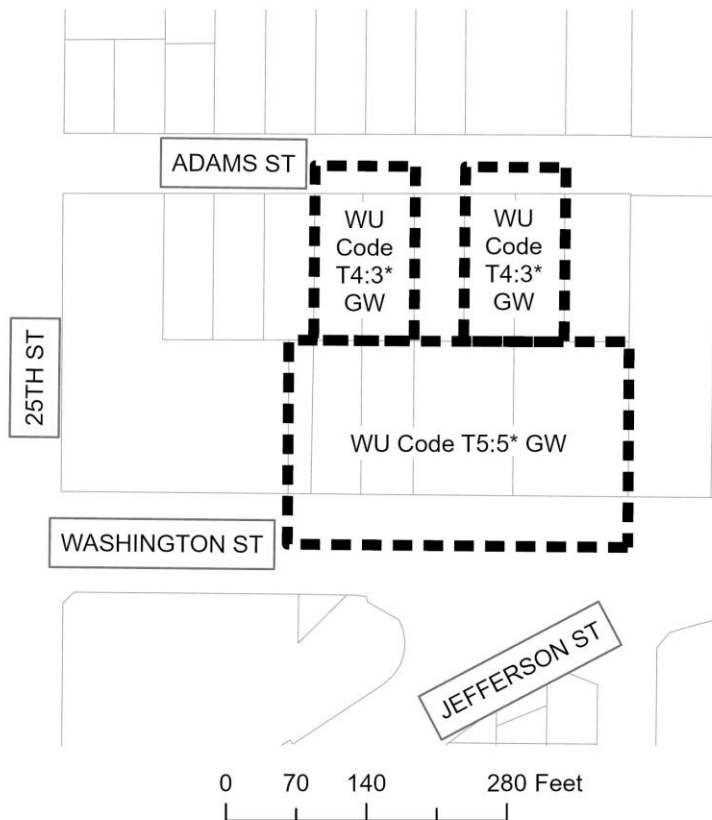 ADAMS ST
WU
Code
T4:3*
GW
WU
Code
T4:3*
GW
25TH ST
WU Code T5:5* GW
WASHINGTON ST
JEFFERSON ST
0 70 140 280 Feet